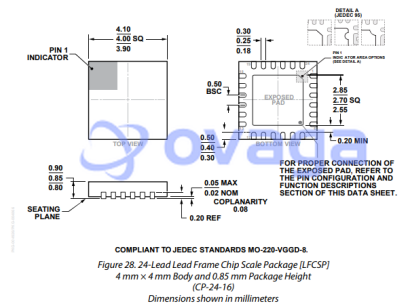 DETAIL A
(JEDEC 95)
4.10
4.00 SQ
3.90
0.30
0.25
0.18
PIN 1
INDICATOR
PIN 1
INDICATOR AREA OPTIONS
(SEE DETAIL A)
0.50
BSC
EXPOSED
PAD
2.85
2.70 SQ
2.55
TOP VIEW
0.50
0.40
0.30
BOTTOM VIEW
0.20 MIN
ovaga
0.90
0.85
0.80
0.05 MAX
0.02 NOM
COPLANARITY
0.08
0.20 REF
SEATING
PLANE
FOR PROPER CONNECTION OF
THE EXPOSED PAD, REFER TO
THE PIN CONFIGURATION AND
FUNCTION DESCRIPTIONS
SECTION OF THIS DATA SHEET.
COMPLIANT TO JEDEC STANDARDS MO-220-VGGD-8.
Figure 28. 24-Lead Lead Frame Chip Scale Package [LFCSP]
4 mm × 4 mm Body and 0.85 mm Package Height
(CP-24-16)
Dimensions shown in millimeters